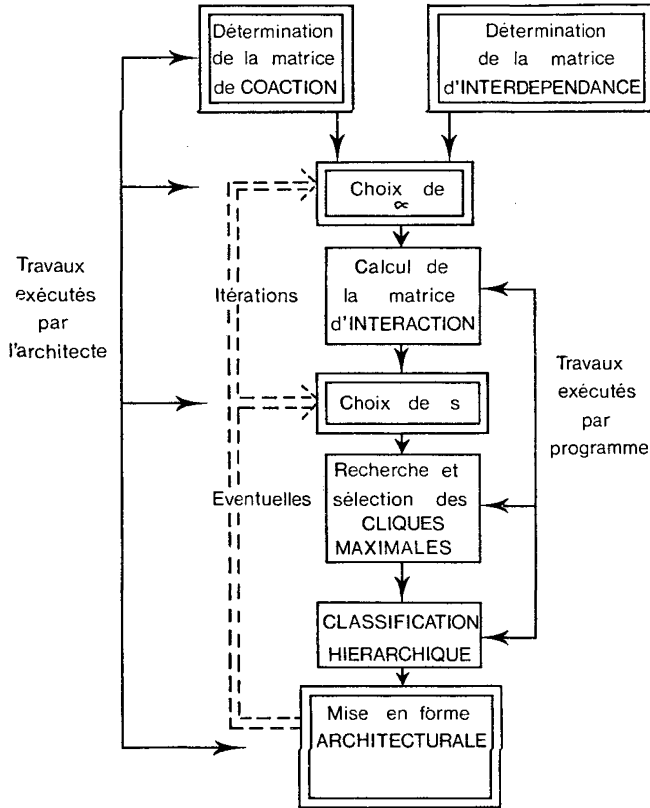 Détermination
de la matrice
de COACTION
Détermination
de la matrice
d'INTERDEPENDANCE
Choix de
∝
Calcul de
la matrice
d'INTERACTION
Travaux
exécutés
par
l'architecte
Itérations
Choix de s
Travaux
exécutés
par
programme
Eventuelles
Recherche et
sélection des
CLIQUES
MAXIMALES
CLASSIFICATION
HIERARCHIQUE
Mise en forme
ARCHITECTURALE